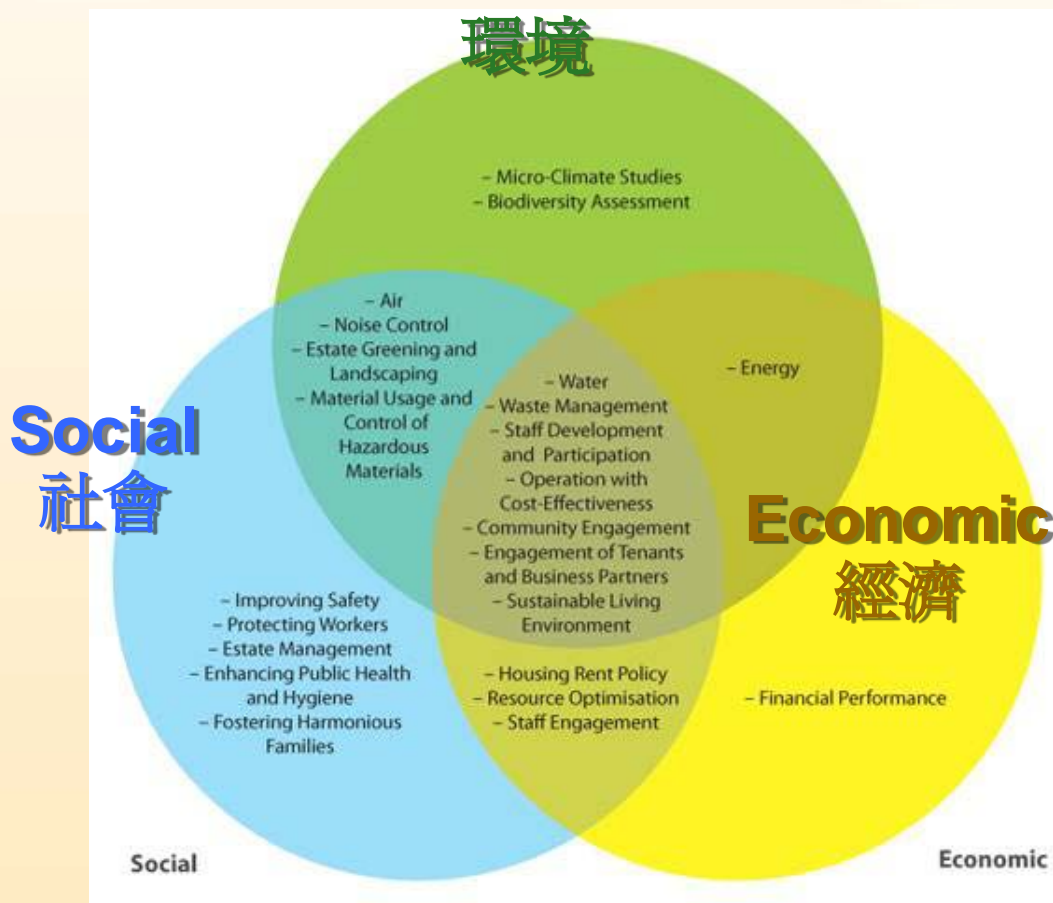 環境
– Micro-Climate Studies
– Biodiversity Assessment
– Air
– Noise Control
– Estate Greening and
Landscaping
– Material Usage and
Control of
Hazardous
Materials
– Energy
– Water
– Waste Management
– Staff Development
and Participation
– Operation with
Cost-Effectiveness
– Community Engagement
– Engagement of Tenants
and Business Partners
– Sustainable Living
Environment
Social
社會
Economic
經濟
– Improving Safety
– Protecting Workers
– Estate Management
– Enhancing Public Health
and Hygiene
– Fostering Harmonious
Families
– Housing Rent Policy
– Resource Optimisation
– Staff Engagement
– Financial Performance
Social
Economic